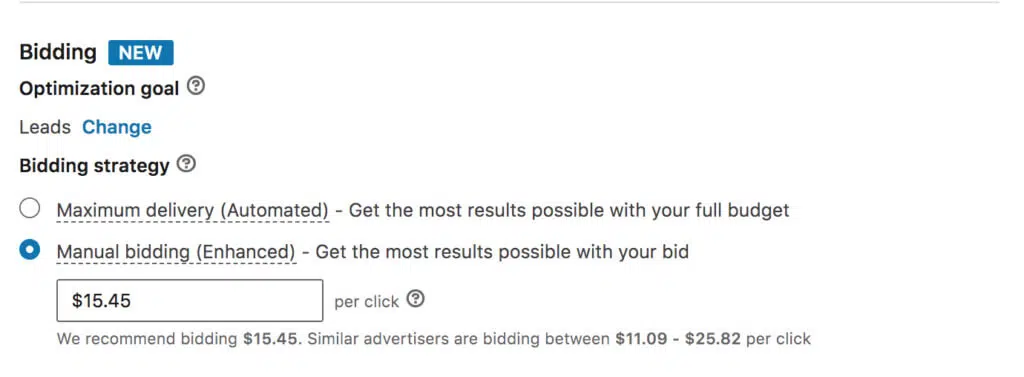 Bidding NEW
Optimization goal ?
Leads Change
Bidding strategy ?
Maximum delivery (Automated) - Get the most results possible with your full budget
Manual bidding (Enhanced) - Get the most results possible with your bid
$15.45 per click ?
We recommend bidding $15.45. Similar advertisers are bidding between $11.09 - $25.82 per click